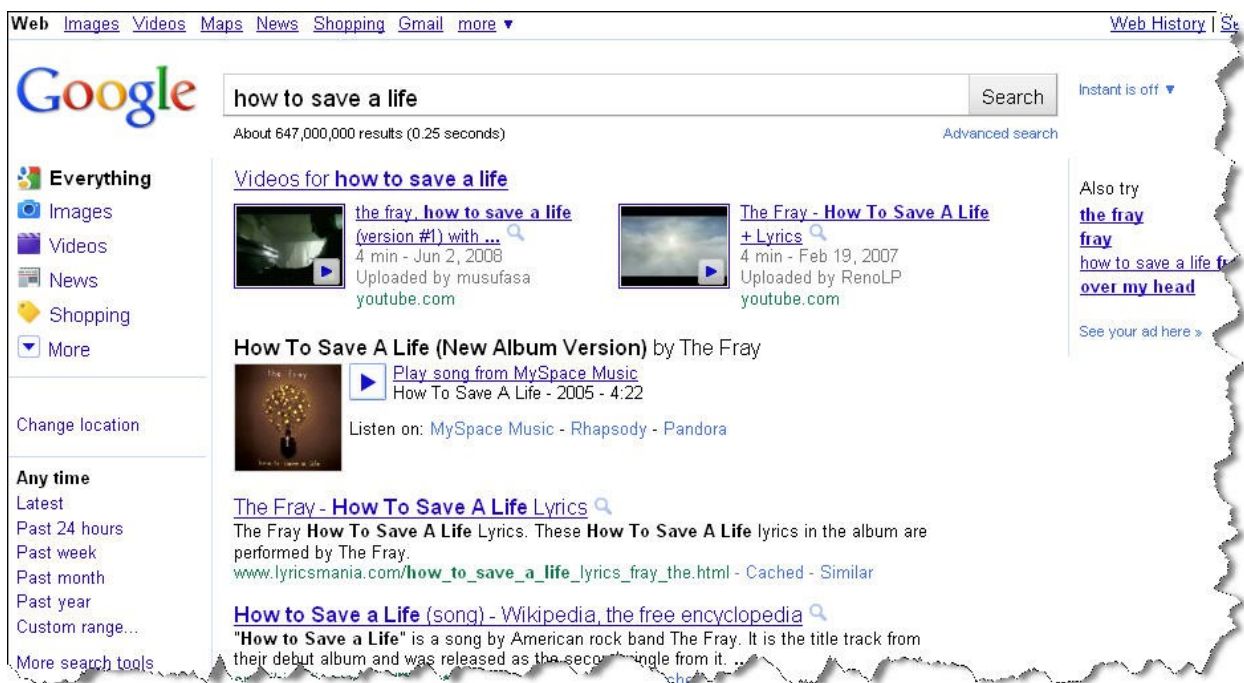 Web Images Videos Maps News Shopping Gmail more ▼ Web History |
Google
how to save a life Search Instant is off ▼
About 647,000,000 results (0.25 seconds) Advanced search
Everything
Images
Videos
News
Shopping
More
Change location
Any time
Latest
Past 24 hours
Past week
Past month
Past year
Custom range...
More search tools
Videos for how to save a life
the fray, how to save a life
(version #1) with ...
4 min - Jun 2, 2008
Uploaded by musufasa
youtube.com
The Fray - How To Save A Life
+ Lyrics
4 min - Feb 19, 2007
Uploaded by RenoLP
youtube.com
How To Save A Life (New Album Version) by The Fray
the fray
how to save a life
Play song from MySpace Music
How To Save A Life - 2005 - 4:22
Listen on: MySpace Music - Rhapsody - Pandora
The Fray - How To Save A Life Lyrics
The Fray How To Save A Life Lyrics. These How To Save A Life lyrics in the album are
performed by The Fray.
www.lyricsmania.com/how_to_save_a_life_lyrics_fray_the.html - Cached - Similar
How to Save a Life (song) - Wikipedia, the free encyclopedia
"How to Save a Life" is a song by American rock band The Fray. It is the title track from
their debut album and was released as the second single from it. ...
Also try
the fray
fray
how to save a life
over my head
See your ad here »